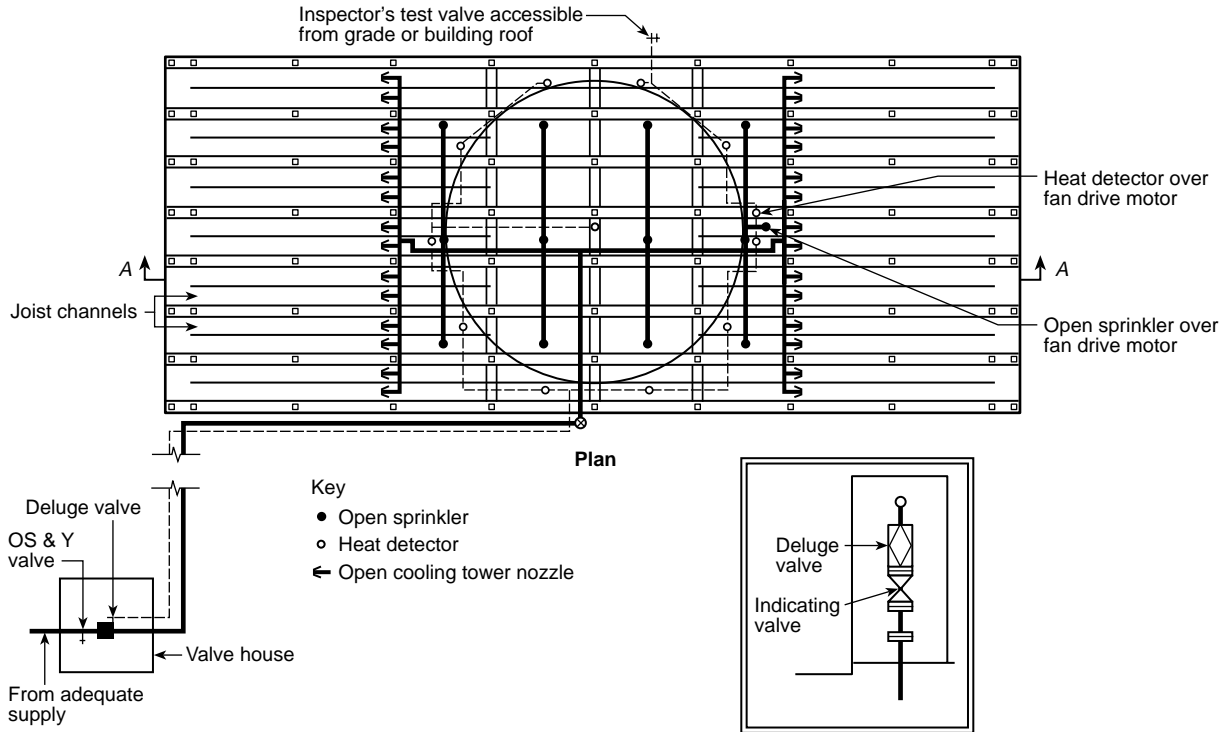 Inspector's test valve accessible
from grade or building roof
Heat detector over
fan drive motor
A
A
Joist channels
Open sprinkler over
fan drive motor
Plan
Deluge valve
OS & Y
valve
Key
Open sprinkler
Heat detector
Open cooling tower nozzle
Valve house
From adequate
supply
Deluge
valve
Indicating
valve